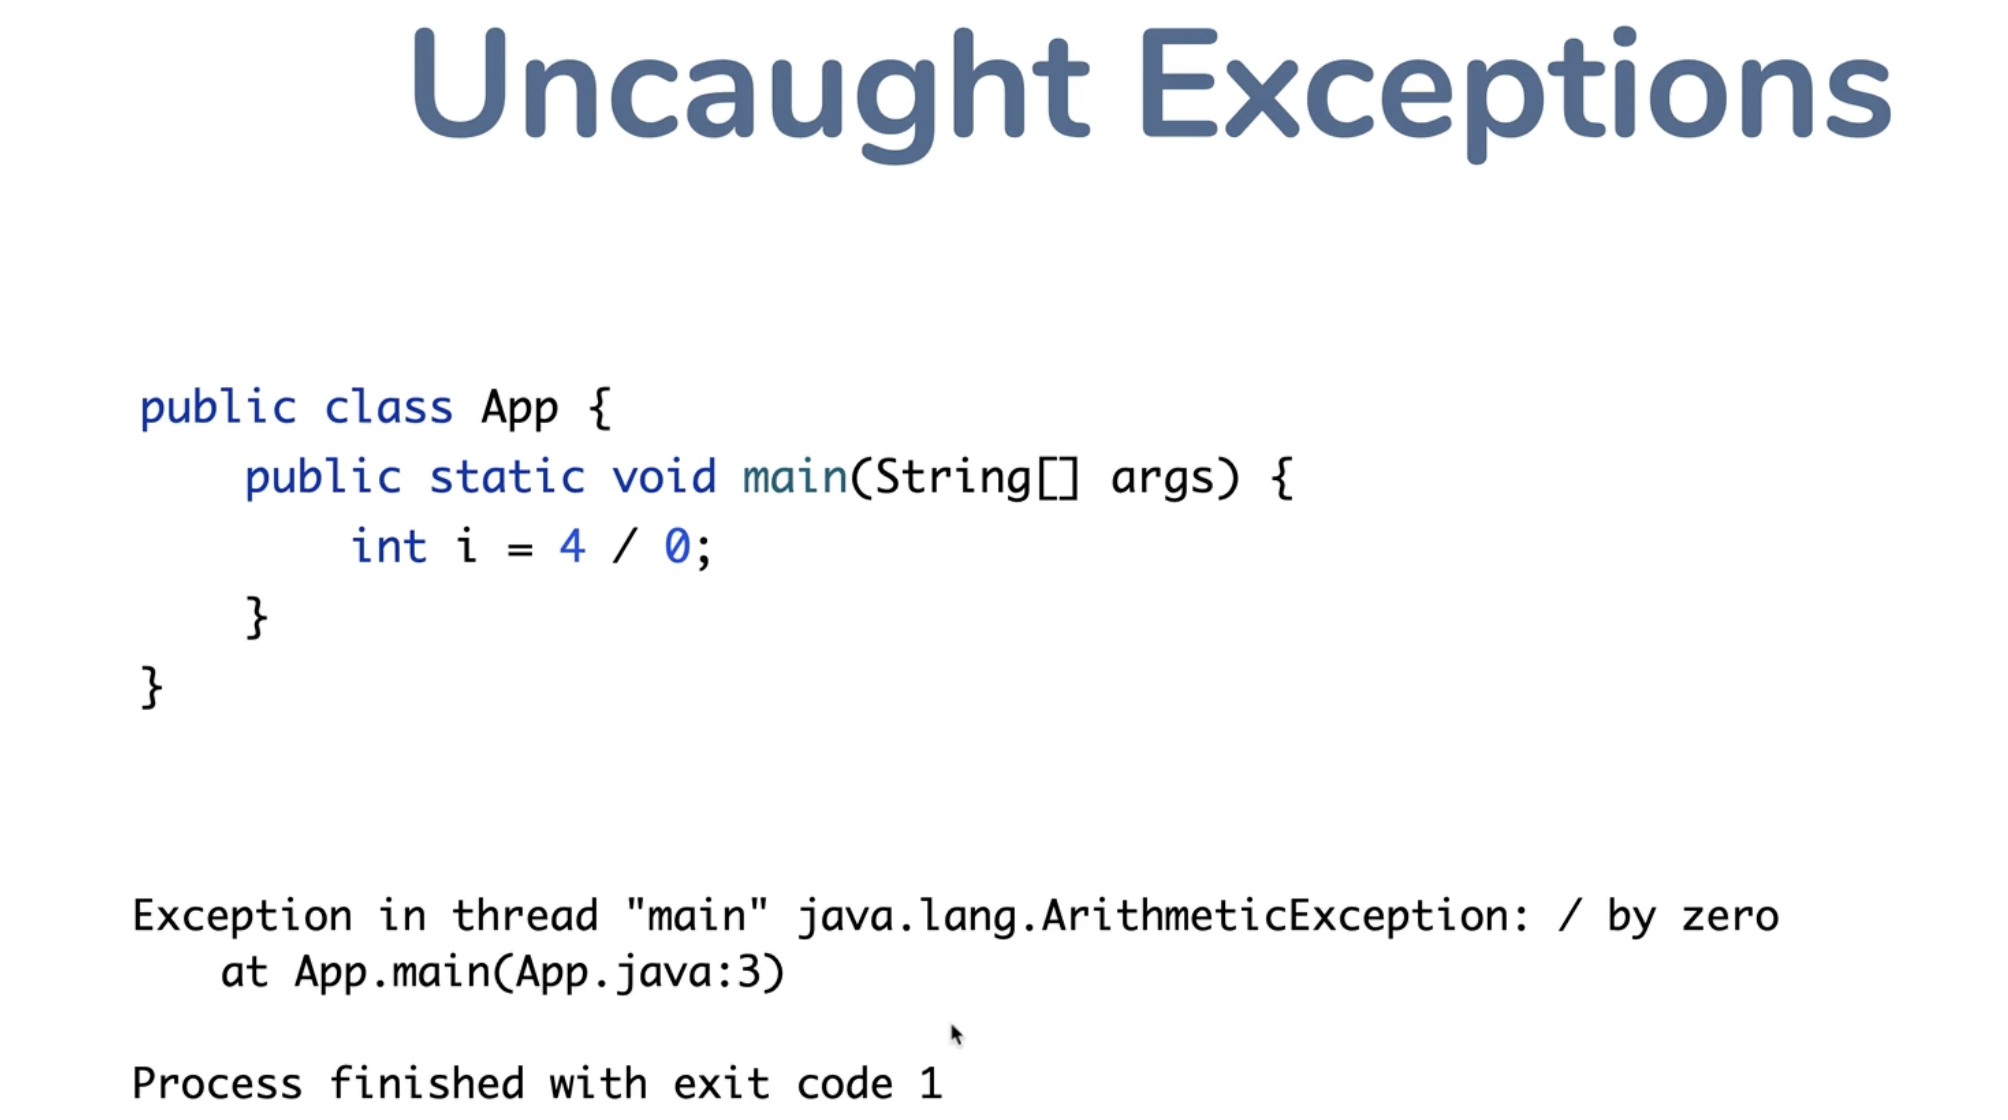 Uncaught Exceptions
public class App {
    public static void main(String[] args) {
        int i = 4 / 0;
    }
}
Exception in thread "main" java.lang.ArithmeticException: / by zero
    at App.main(App.java:3)
Process finished with exit code 1